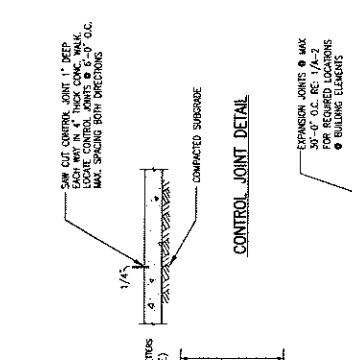 SAW CUT CONTROL JOINT 1" DEEP
EACH WAY IN 4" THICK CONC. WALK.
LOCATE CONTROL JOINTS @ 6'-0" O.C.
MAX. SPACING BOTH DIRECTIONS
1/4"
COMPACTED SUBGRADE
CONTROL JOINT DETAIL
EXPANSION JOINTS @ MAX
30'-0" O.C. RE: 1/A-2
FOR REQUIRED LOCATIONS
@ BUILDING ELEMENTS